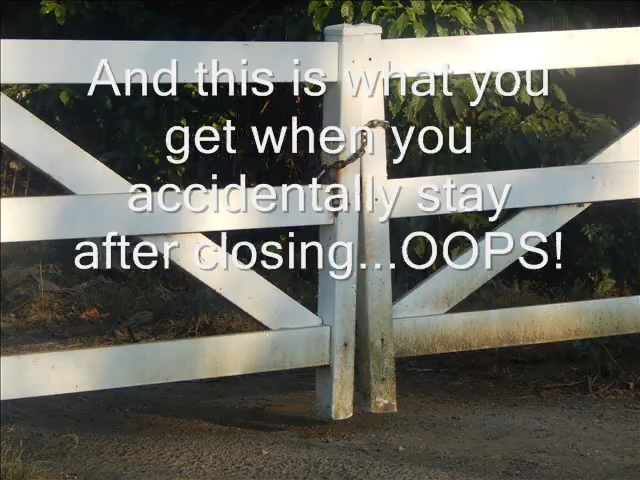 And this is what you
get when you
accidentally stay
after closing...OOPS!